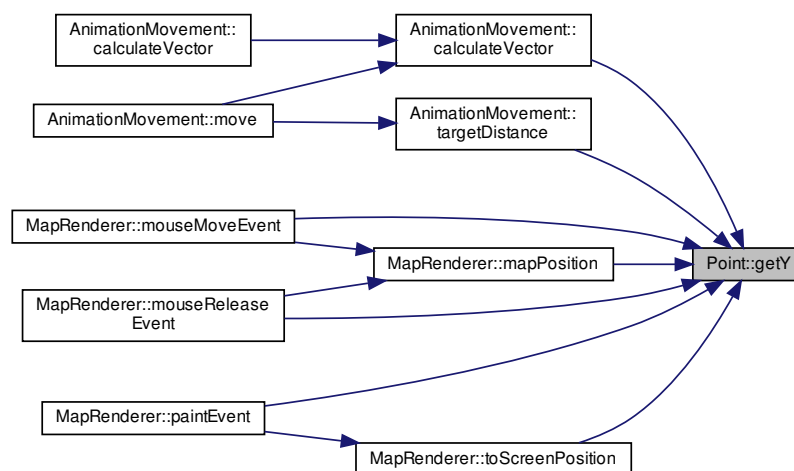 AnimationMovement::
calculateVector
AnimationMovement::
calculateVector
AnimationMovement::move
AnimationMovement::
targetDistance
MapRenderer::mouseMoveEvent
MapRenderer::mapPosition
Point::getY
MapRenderer::mouseRelease
Event
MapRenderer::paintEvent
MapRenderer::toScreenPosition